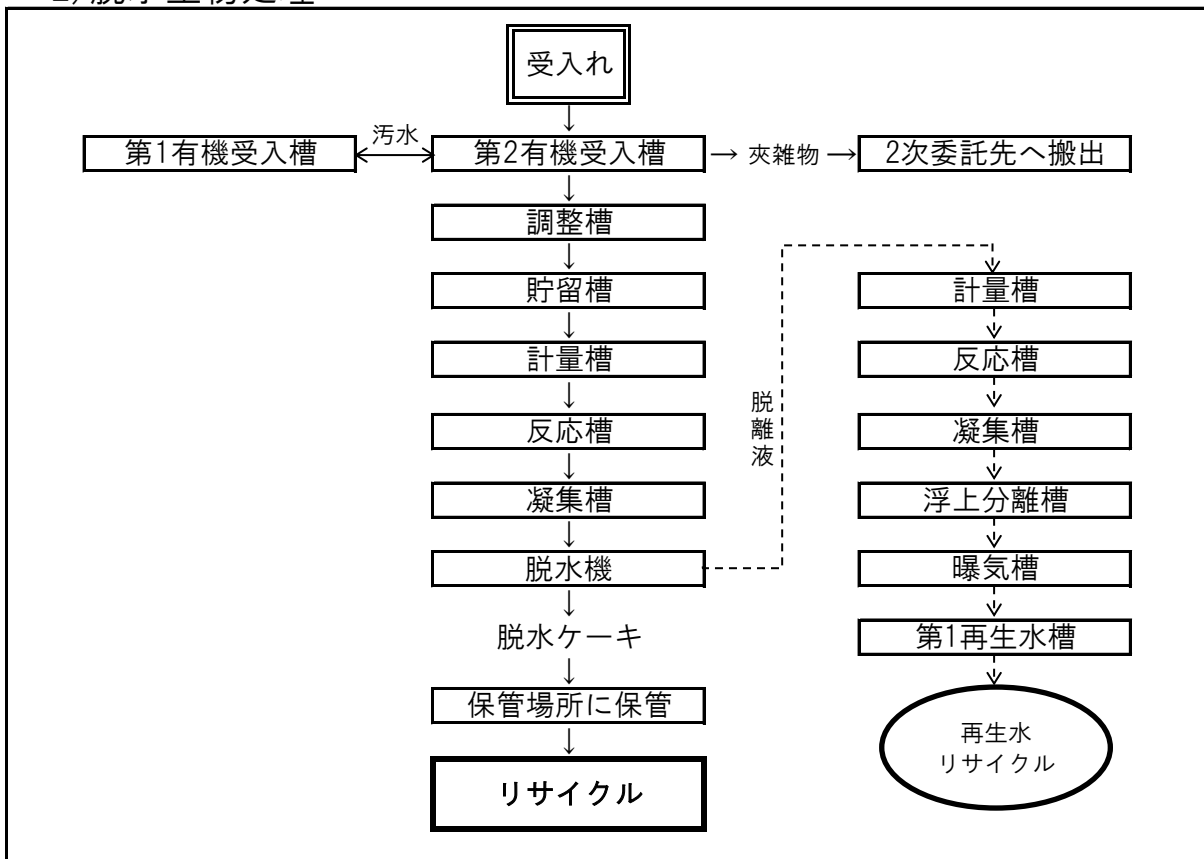 受入れ
汚水
第1有機受入槽
第2有機受入槽
→ 夾雑物 →
2次委託先へ搬出
調整槽
貯留槽
計量槽
反応槽
凝集槽
脱水機
脱水ケーキ
保管場所に保管
リサイクル
脱離液
計量槽
反応槽
凝集槽
浮上分離槽
曝気槽
第1再生水槽
再生水
リサイクル